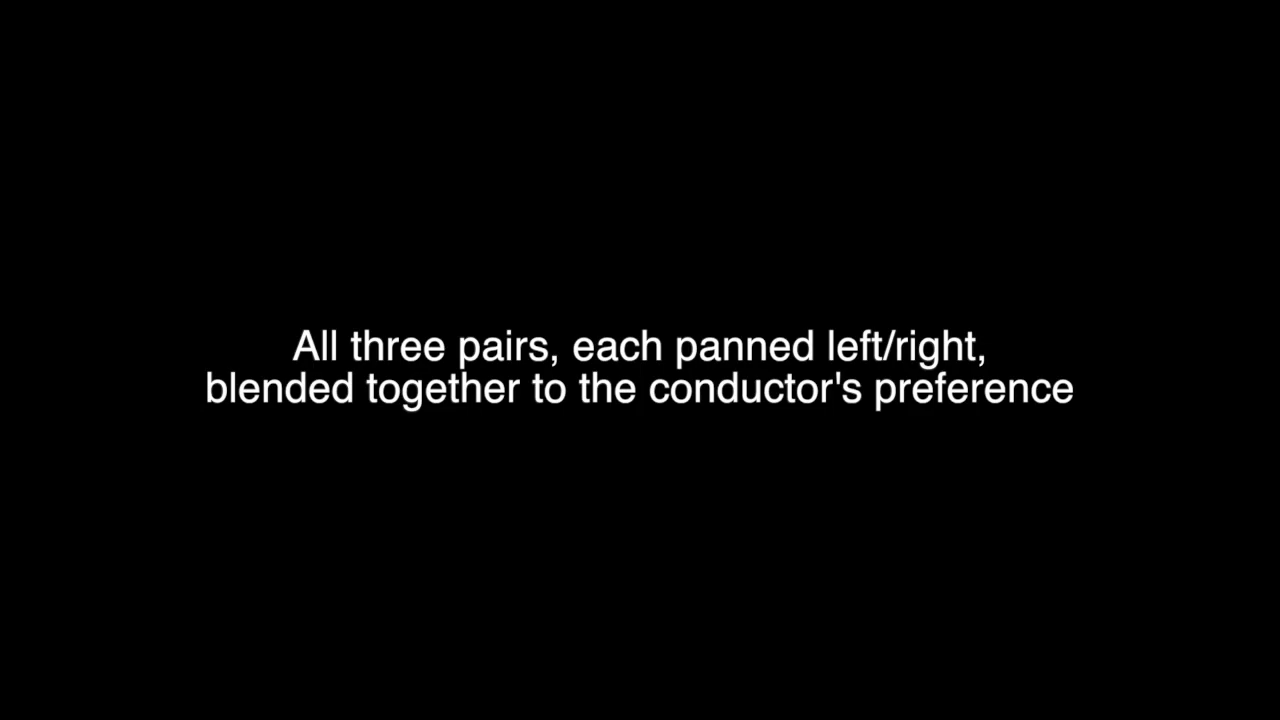 All three pairs, each panned left/right,
blended together to the conductor's preference